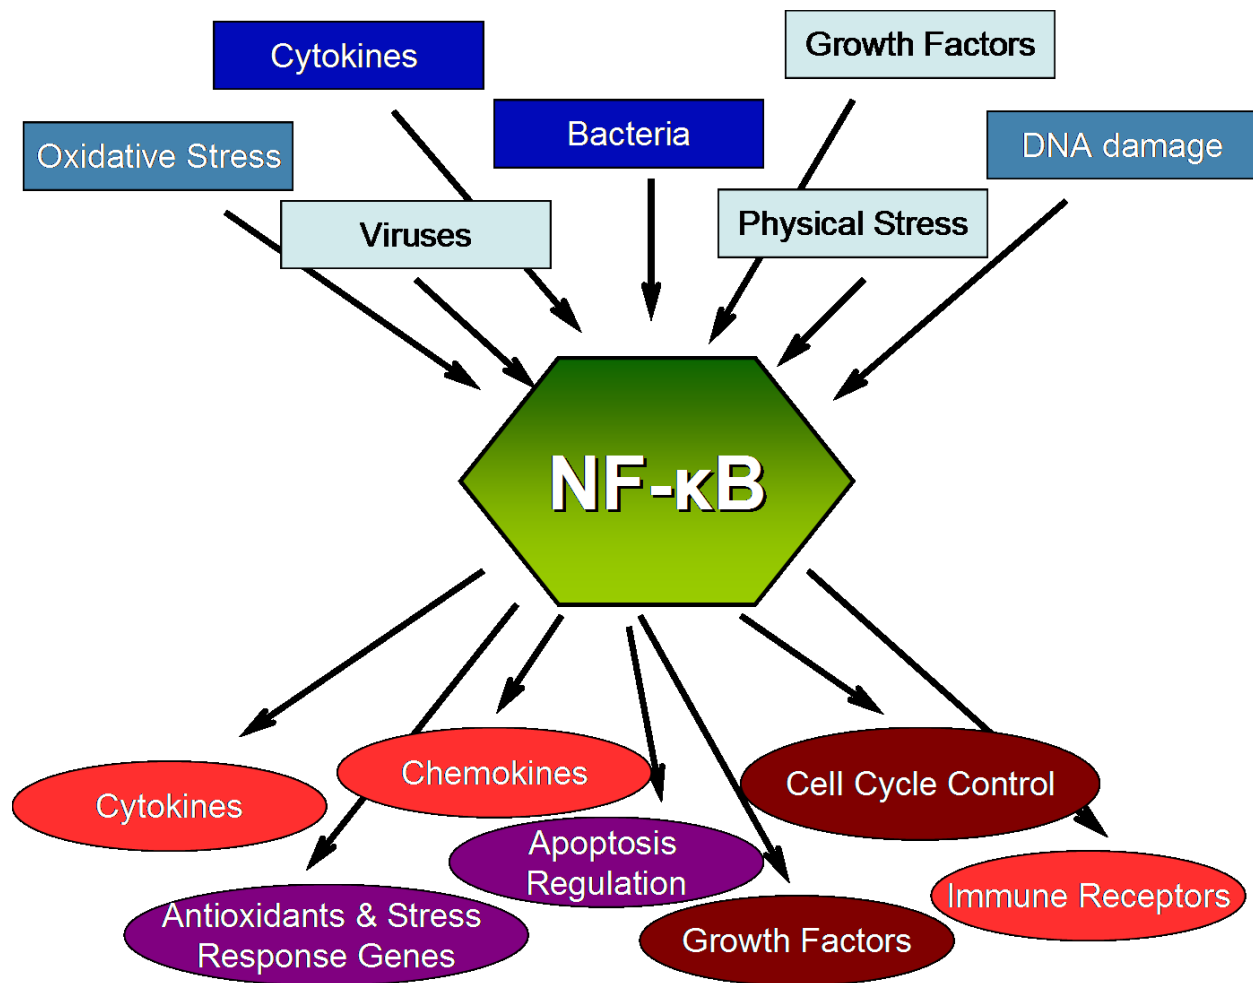 Growth Factors
Cytokines
Bacteria
DNA damage
Oxidative Stress
Viruses
Physical Stress
NF-κB
Chemokines
Cell Cycle Control
Cytokines
Apoptosis
Regulation
Immune Receptors
Antioxidants & Stress
Response Genes
Growth Factors